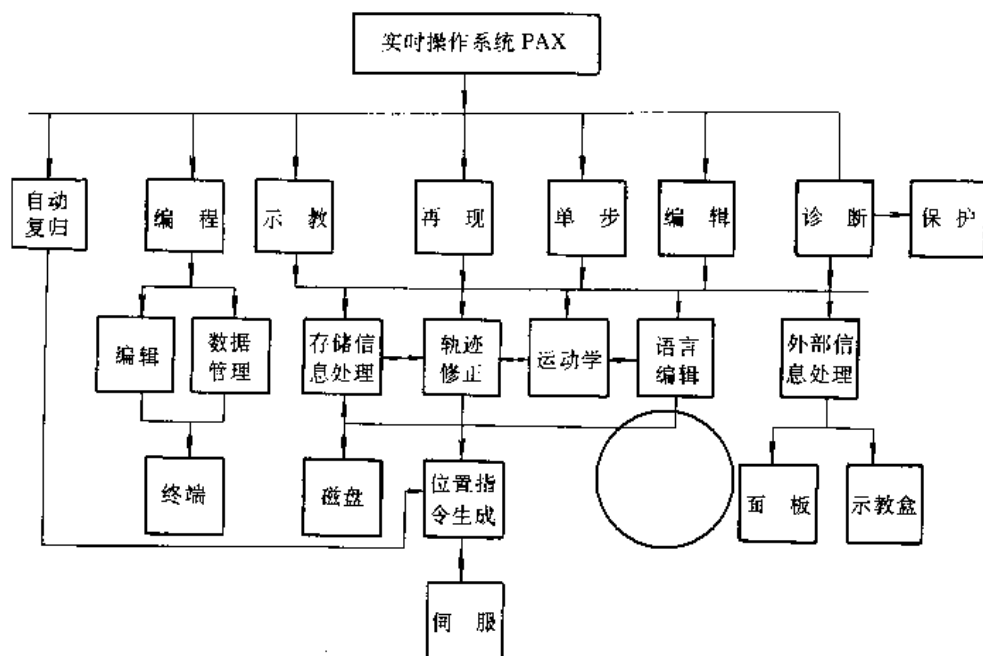 实时操作系统 PAX
自动
复归
编程
示教
再现
单步
编辑
诊断
保护
编辑
数据
管理
存储信
息处理
轨迹
修正
运动学
语言
编辑
外部信
息处理
终端
磁盘
位置指
令生成
面板
示教盒
伺服